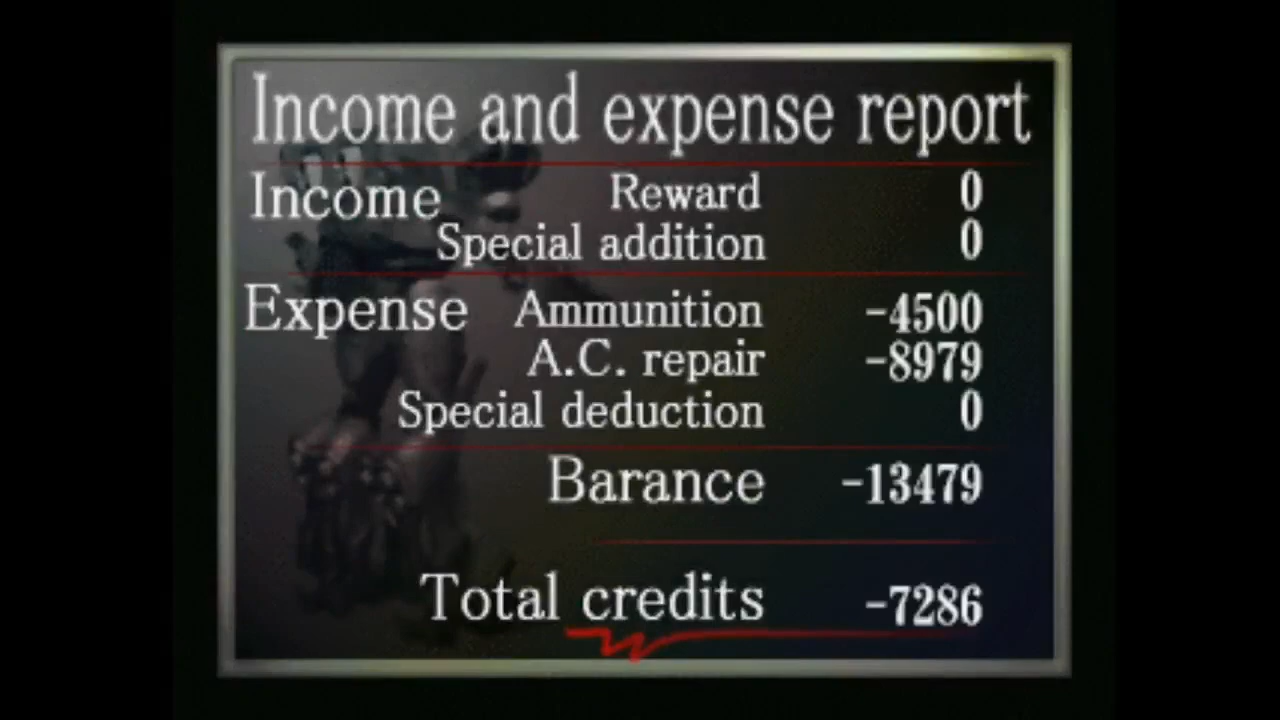 Income and expense report
Income Reward 0
Special addition 0
Expense Ammunition -4500
A.C. repair -8979
Special deduction 0
Barance -13479
Total credits -7286